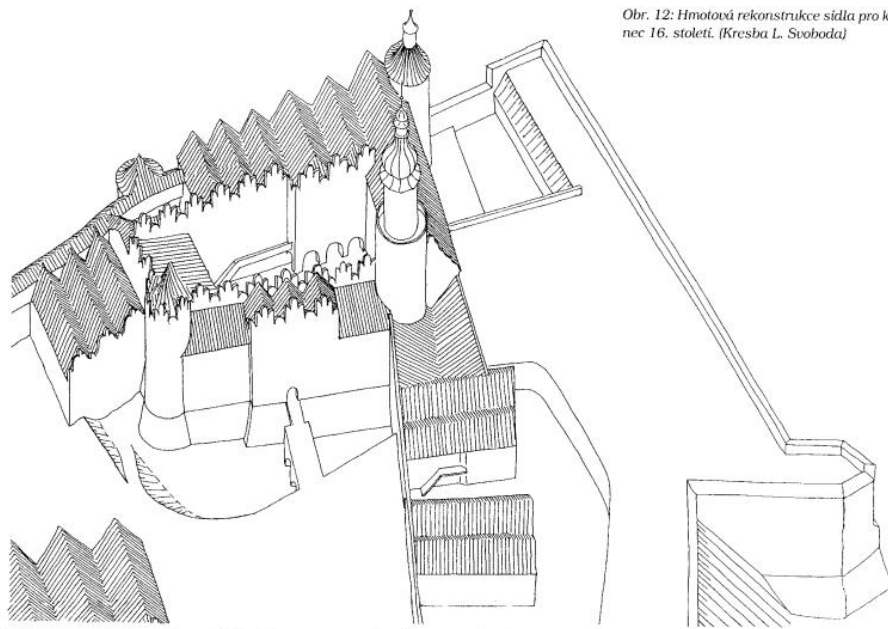 Obr. 12: Hmotová rekonstrukce sídla pro k
nec 16. století. (Kresba L. Svoboda)